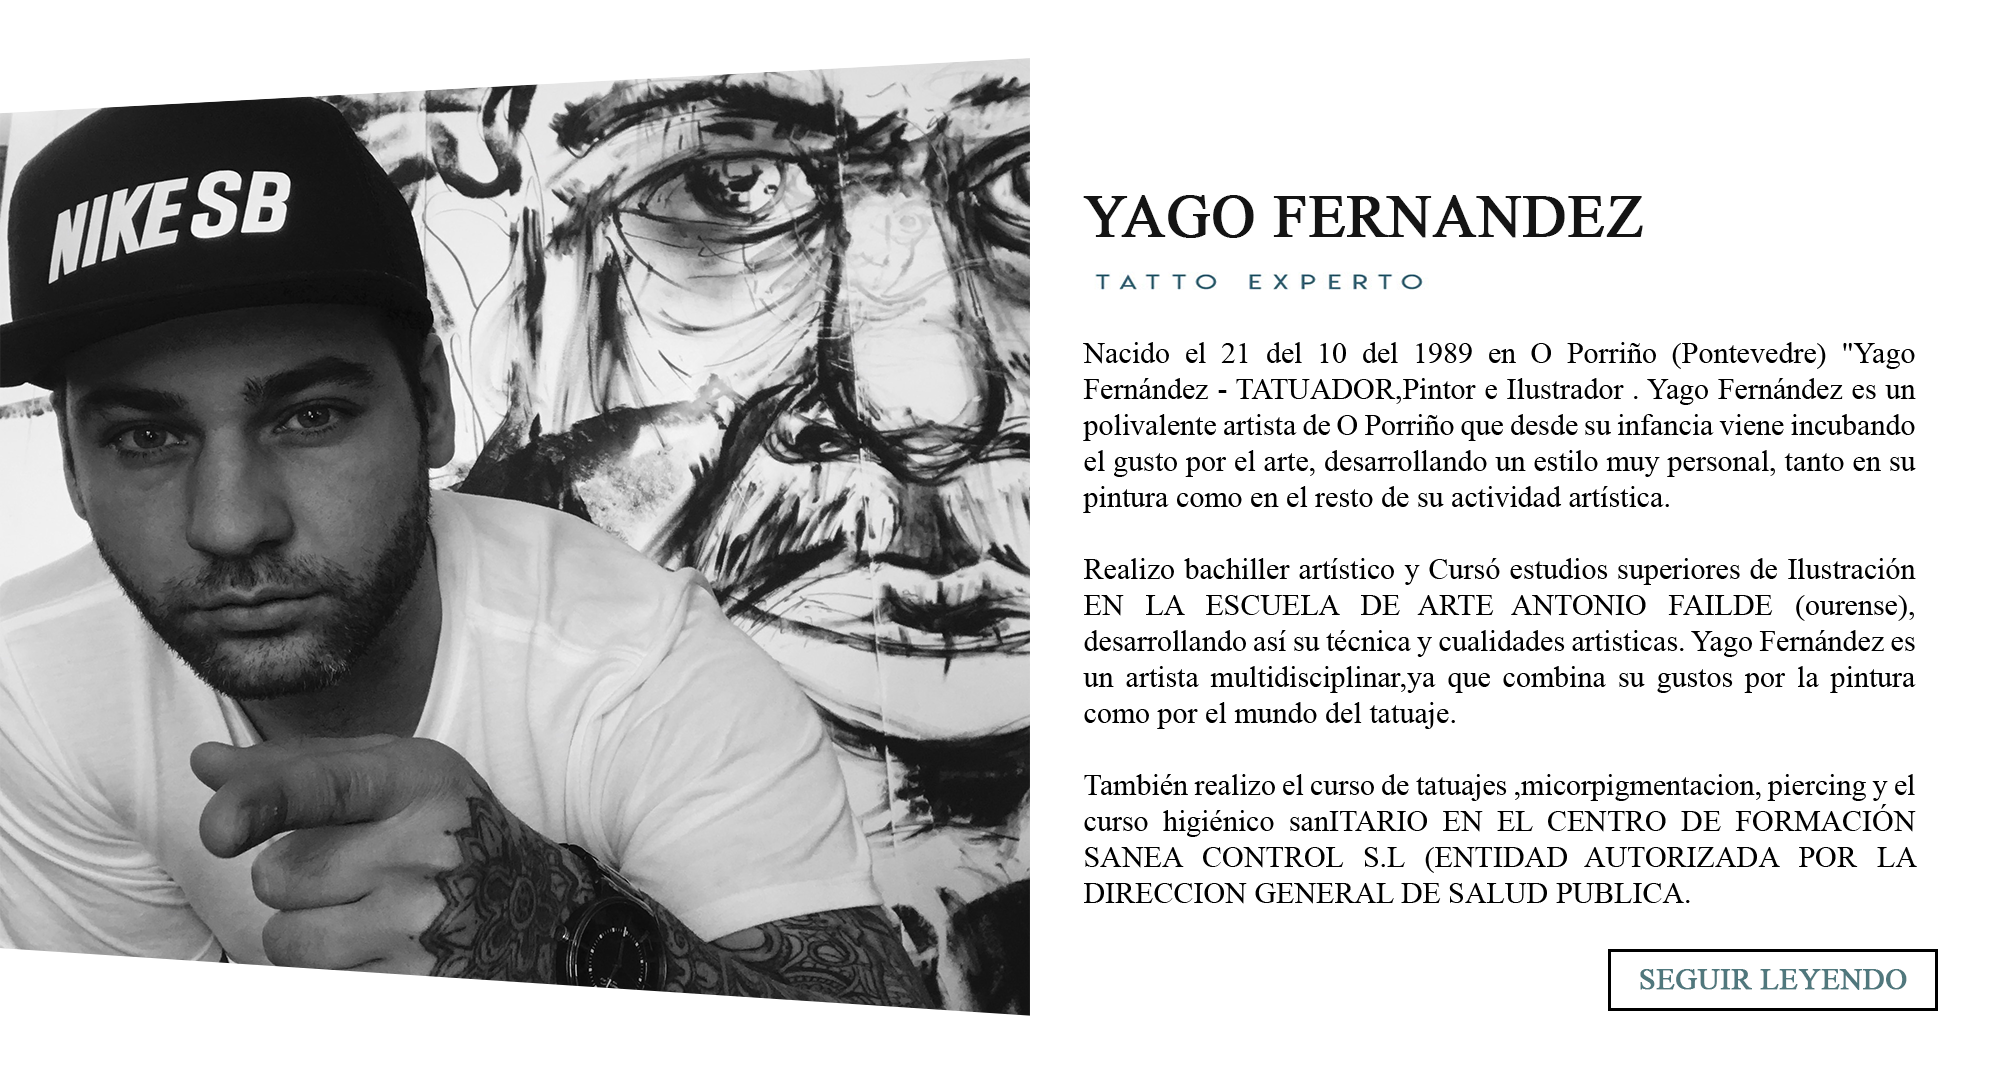 NIKE SB
YAGO FERNANDEZ
TATTO EXPERTO
Nacido el 21 del 10 del 1989 en O Porriño (Pontevedre) "Yago
Fernández - TATUADOR,Pintor e Ilustrador . Yago Fernández es un
polivalente artista de O Porriño que desde su infancia viene incubando
el gusto por el arte, desarrollando un estilo muy personal, tanto en su
pintura como en el resto de su actividad artística.
Realizo bachiller artístico y Cursó estudios superiores de Ilustración
EN LA ESCUELA DE ARTE ANTONIO FAILDE (ourense),
desarrollando así su técnica y cualidades artisticas. Yago Fernández es
un artista multidisciplinar,ya que combina su gustos por la pintura
como por el mundo del tatuaje.
También realizo el curso de tatuajes ,micorpigmentacion, piercing y el
curso higiénico sanITARIO EN EL CENTRO DE FORMACIÓN
SANEA CONTROL S.L (ENTIDAD AUTORIZADA POR LA
DIRECCION GENERAL DE SALUD PUBLICA.
SEGUIR LEYENDO